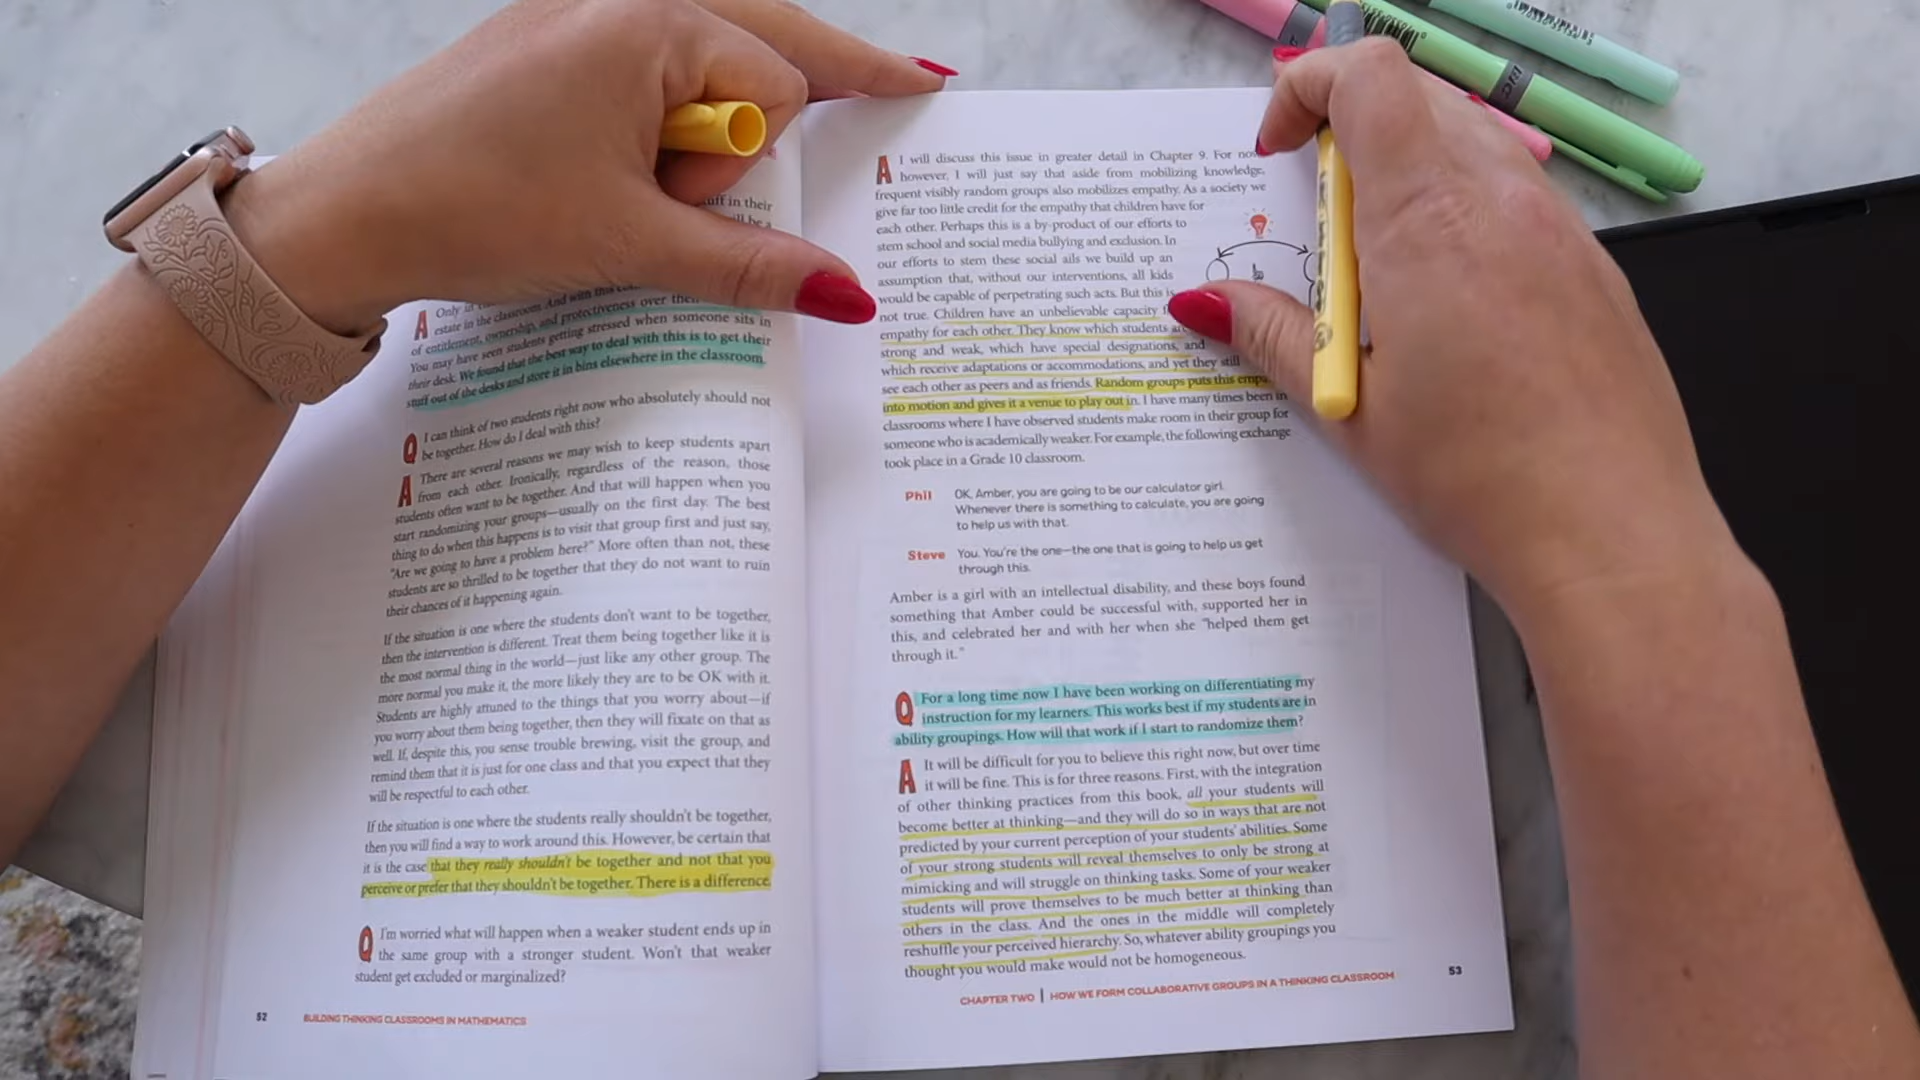 uff in their
ill be a
A Only in
estate in the classroom. And with this
of entitlement, ownership, and protectiveness over the
You may have seen students getting stressed when someone sits in
their desk. We found that the best way to deal with this is to get their
stuff out of the desks and store it in bins elsewhere in the classroom.
Q I can think of two students right now who absolutely should not
be together. How do I deal with this?
A There are several reasons we may wish to keep students apart
from each other. Ironically, regardless of the reason, those
students often want to be together. And that will happen when you
start randomizing your groups—usually on the first day. The best
thing to do when this happens is to visit that group first and just say,
"Are we going to have a problem here?" More often than not, these
students are so thrilled to be together that they do not want to ruin
their chances of it happening again.
If the situation is one where the students don't want to be together,
then the intervention is different. Treat them being together like it is
the most normal thing in the world—just like any other group. The
more normal you make it, the more likely they are to be OK with it.
Students are highly attuned to the things that you worry about—if
you worry about them being together, then they will fixate on that as
well. If, despite this, you sense trouble brewing, visit the group, and
remind them that it is just for one class and that you expect that they
will be respectful to each other.
If the situation is one where the students really shouldn't be together,
then you will find a way to work around this. However, be certain that
it is the case that they really shouldn't be together and not that you
perceive or prefer that they shouldn't be together. There is a difference.
Q I'm worried what will happen when a weaker student ends up in
the same group with a stronger student. Won't that weaker
student get excluded or marginalized?
52 BUILDING THINKING CLASSROOMS IN MATHEMATICS
A I will discuss this issue in greater detail in Chapter 9. For now,
however, I will just say that aside from mobilizing knowledge,
frequent visibly random groups also mobilizes empathy. As a society we
give far too little credit for the empathy that children have for
each other. Perhaps this is a by-product of our efforts to
stem school and social media bullying and exclusion. In
our efforts to stem these social ails we build up an
assumption that, without our interventions, all kids
would be capable of perpetrating such acts. But this is
not true. Children have an unbelievable capacity f
empathy for each other. They know which students are
strong and weak, which have special designations, and
which receive adaptations or accommodations, and yet they still
see each other as peers and as friends. Random groups puts this empa
into motion and gives it a venue to play out in. I have many times been in
classrooms where I have observed students make room in their group for
someone who is academically weaker. For example, the following exchange
took place in a Grade 10 classroom.
Phil OK, Amber, you are going to be our calculator girl.
Whenever there is something to calculate, you are going
to help us with that.
Steve You. You're the one—the one that is going to help us get
through this.
Amber is a girl with an intellectual disability, and these boys found
something that Amber could be successful with, supported her in
this, and celebrated her and with her when she "helped them get
through it."
Q For a long time now I have been working on differentiating my
instruction for my learners. This works best if my students are in
ability groupings. How will that work if I start to randomize them?
A It will be difficult for you to believe this right now, but over time
it will be fine. This is for three reasons. First, with the integration
of other thinking practices from this book, all your students will
become better at thinking—and they will do so in ways that are not
predicted by your current perception of your students' abilities. Some
of your strong students will reveal themselves to only be strong at
mimicking and will struggle on thinking tasks. Some of your weaker
students will prove themselves to be much better at thinking than
others in the class. And the ones in the middle will completely
reshuffle your perceived hierarchy. So, whatever ability groupings you
thought you would make would not be homogeneous.
CHAPTER TWO | HOW WE FORM COLLABORATIVE GROUPS IN A THINKING CLASSROOM 53
BIC